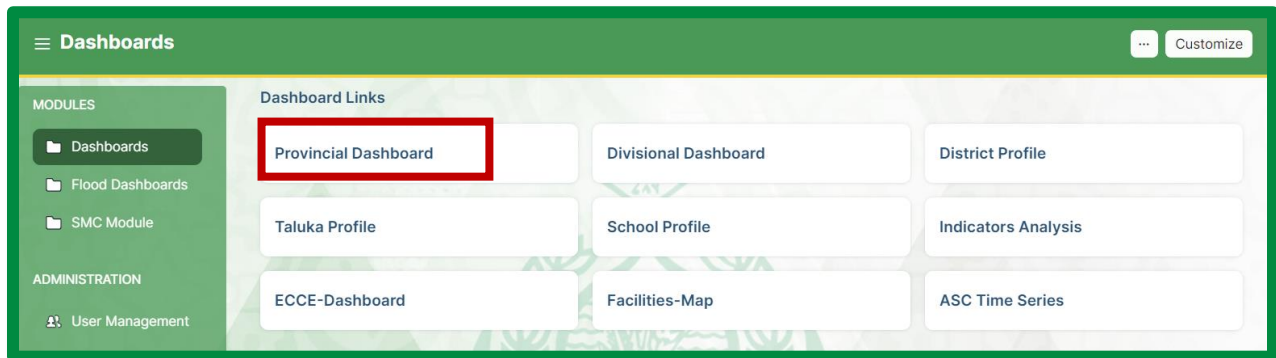 Dashboards
...
Customize
MODULES
Dashboards
Flood Dashboards
SMC Module
ADMINISTRATION
User Management
Dashboard Links
Provincial Dashboard
Divisional Dashboard
District Profile
Taluka Profile
School Profile
Indicators Analysis
ECCE-Dashboard
Facilities-Map
ASC Time Series